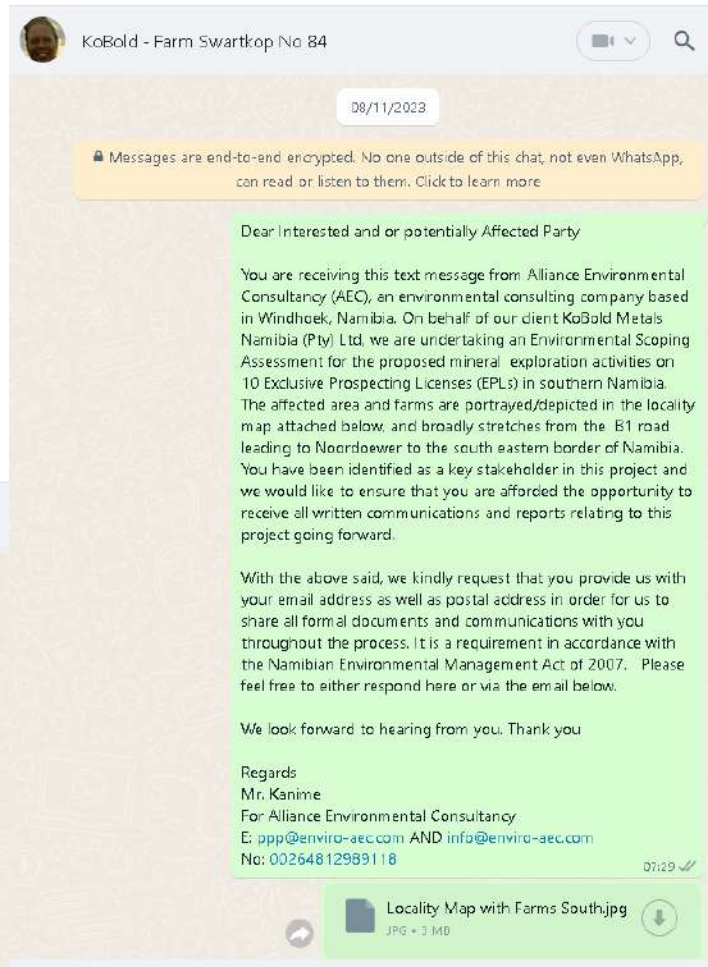 KoBold - Farm Swartkop No 84
08/11/2023
Messages are end-to-end encrypted. No one outside of this chat, not even WhatsApp,
can read or listen to them. Click to learn more
Dear Interested and or potentially Affected Party
You are receiving this text message from Alliance Environmental
Consultancy (AEC), an environmental consulting company based
in Windhoek, Namibia. On behalf of our client KoBold Metals
Namibia (Pty) Ltd, we are undertaking an Environmental Scoping
Assessment for the proposed mineral exploration activities on
10 Exclusive Prospecting Licenses (EPLs) in southern Namibia.
The affected area and farms are portrayed/depicted in the locality
map attached below, and broadly stretches from the B1 road
leading to Noordoewer to the south eastern border of Namibia.
You have been identified as a key stakeholder in this project and
we would like to ensure that you are afforded the opportunity to
receive all written communications and reports relating to this
project going forward.
With the above said, we kindly request that you provide us with
your email address as well as postal address in order for us to
share all formal documents and communications with you
throughout the process. It is a requirement in accordance with
the Namibian Environmental Management Act of 2007. Please
feel free to either respond here or via the email below.
We look forward to hearing from you. Thank you
Regards
Mr. Kanime
For Alliance Environmental Consultancy
E: ppp@enviro-aec.com AND info@enviro-aec.com
No: 00264812989118
07:29
Locality Map with Farms South.jpg
JPG • 3 MB